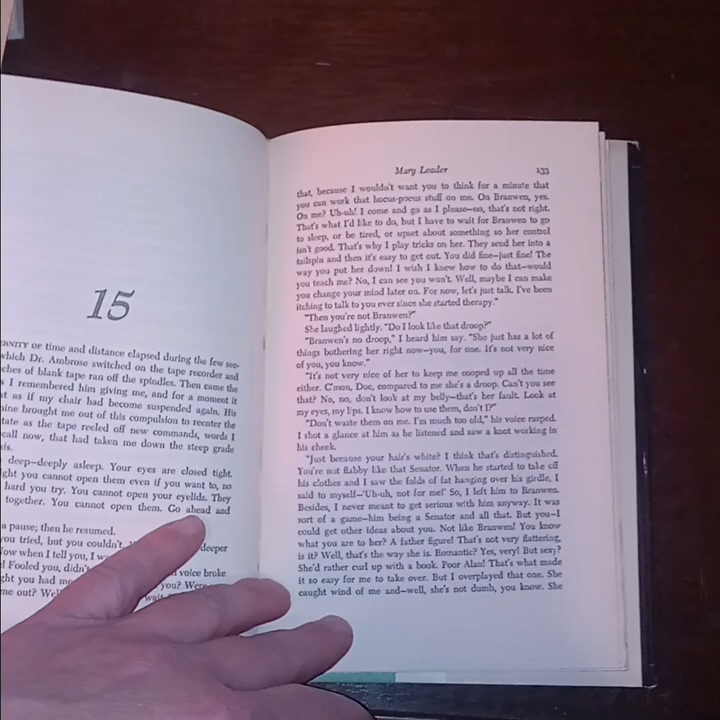 15
ANITY OR time and distance elapsed during the few sec-
which Dr. Ambrose switched on the tape recorder and
ches of blank tape ran off the spindles. Then came the
s I remembered him giving me, and for a moment it
st as if my chair had become suspended again. His
ine brought me out of this compulsion to reenter the
tate as the tape reeled off new commands, words I
call now, that had taken me down the steep grade
sis.
deep—deeply asleep. Your eyes are closed tight.
ght you cannot open them even if you want to, no
hard you try. You cannot open your eyelids. They
together. You cannot open them. Go ahead and
a pause; then he resumed.
you tried, but you couldn't. deeper
Now when I tell you, I w
! Fooled you, didn't voice broke
ght you had me you? Were
me out? Well wait
Mary Leader 133
that, because I wouldn't want you to think for a minute that
you can work that hocus-pocus stuff on me. On Branwen, yes.
On me? Uh-uh! I come and go as I please—no, that's not right.
That's what I'd like to do, but I have to wait for Branwen to go
to sleep, or be tired, or upset about something so her control
isn't good. That's why I play tricks on her. They send her into a
tailspin and then it's easy to get out. You did fine—just fine! The
way you put her down! I wish I knew how to do that—would
you teach me? No, I can see you won't. Well, maybe I can make
you change your mind later on. For now, let's just talk. I've been
itching to talk to you ever since she started therapy."
"Then you're not Branwen?"
She laughed lightly. "Do I look like that droop?"
"Branwen's no droop," I heard him say. "She just has a lot of
things bothering her right now—you, for one. It's not very nice
of you, you know."
"It's not very nice of her to keep me cooped up all the time
either. C'mon, Doc, compared to me she's a droop. Can't you see
that? No, no, don't look at my belly—that's her fault. Look at
my eyes, my lips. I know how to use them, don't I?"
"Don't waste them on me. I'm much too old," his voice rasped.
I shot a glance at him as he listened and saw a knot working in
his cheek.
"Just because your hair's white? I think that's distinguished.
You're not flabby like that Senator. When he started to take off
his clothes and I saw the folds of fat hanging over his girdle, I
said to myself—'Uh-uh, not for me!' So, I left him to Branwen.
Besides, I never meant to get serious with him anyway. It was
sort of a game—him being a Senator and all that. But you—I
could get other ideas about you. Not like Branwen! You know
what you are to her? A father figure! That's not very flattering,
is it? Well, that's the way she is. Romantic? Yes, very! But sexy?
She'd rather curl up with a book. Poor Alan! That's what made
it so easy for me to take over. But I overplayed that one. She
caught wind of me and—well, she's not dumb, you know. She